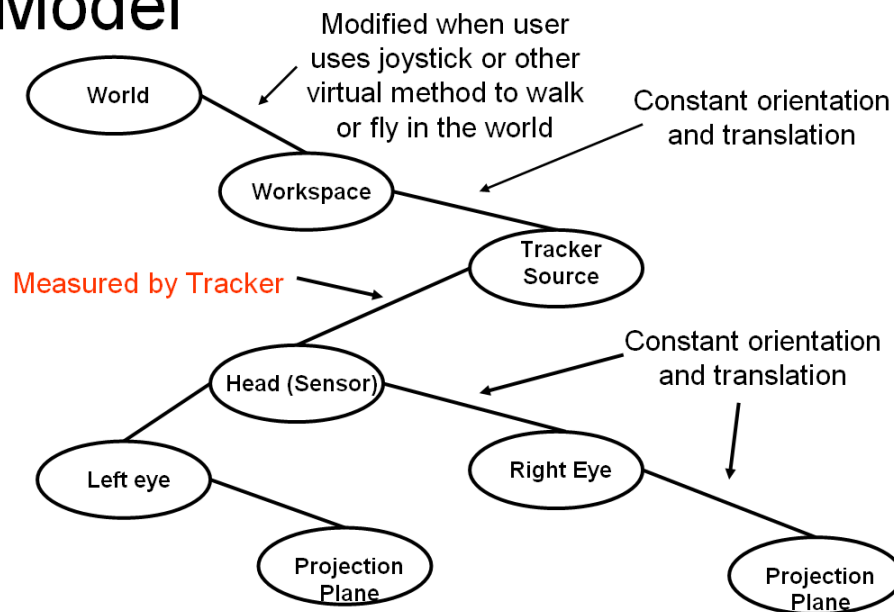 Model
Modified when user
uses joystick or other
virtual method to walk
or fly in the world
World
Constant orientation
and translation
Workspace
Tracker
Source
Measured by Tracker
Constant orientation
and translation
Head (Sensor)
Left eye
Right Eye
Projection
Plane
Projection
Plane